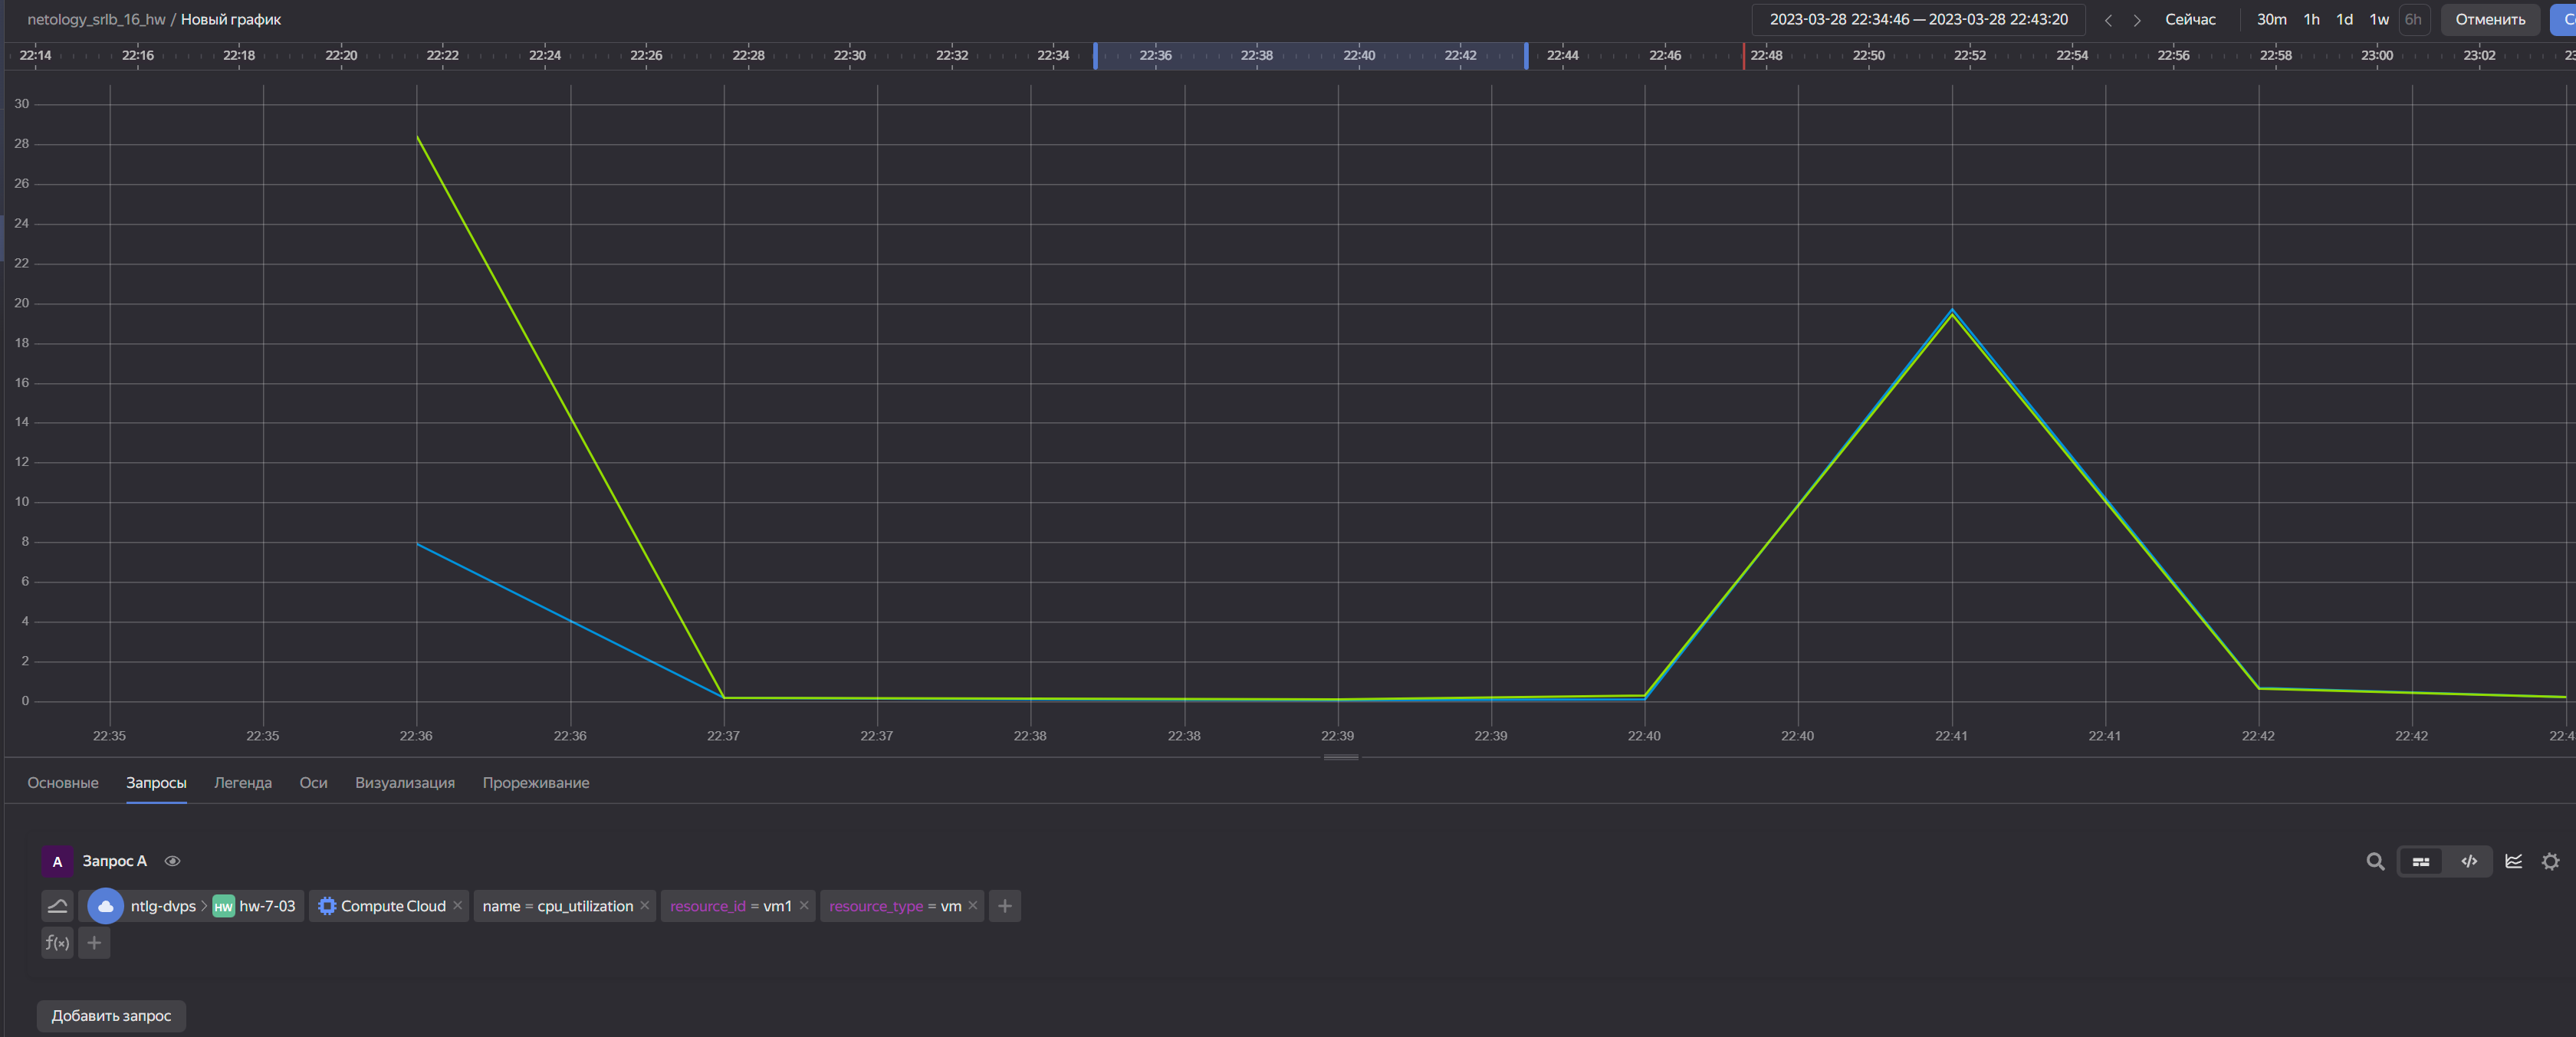 netology_srlb_16_hw / Новый график 2023-03-28 22:34:46 — 2023-03-28 22:43:20 Сейчас 30m 1h 1d 1w 6h Отменить
22:14 22:16 22:18 22:20 22:22 22:24 22:26 22:28 22:30 22:32 22:34 22:36 22:38 22:40 22:42 22:44 22:46 22:48 22:50 22:52 22:54 22:56 22:58 23:00 23:02
30
28
26
24
22
20
18
16
14
12
10
8
6
4
2
0
22:35 22:35 22:36 22:36 22:37 22:37 22:38 22:38 22:39 22:39 22:40 22:40 22:41 22:41 22:42 22:42
Основные Запросы Легенда Оси Визуализация Прореживание
A Запрос A
ntlg-dvps > HW hw-7-03 Compute Cloud × name = cpu_utilization × resource_id = vm1 × resource_type = vm × +
f(x) +
Добавить запрос